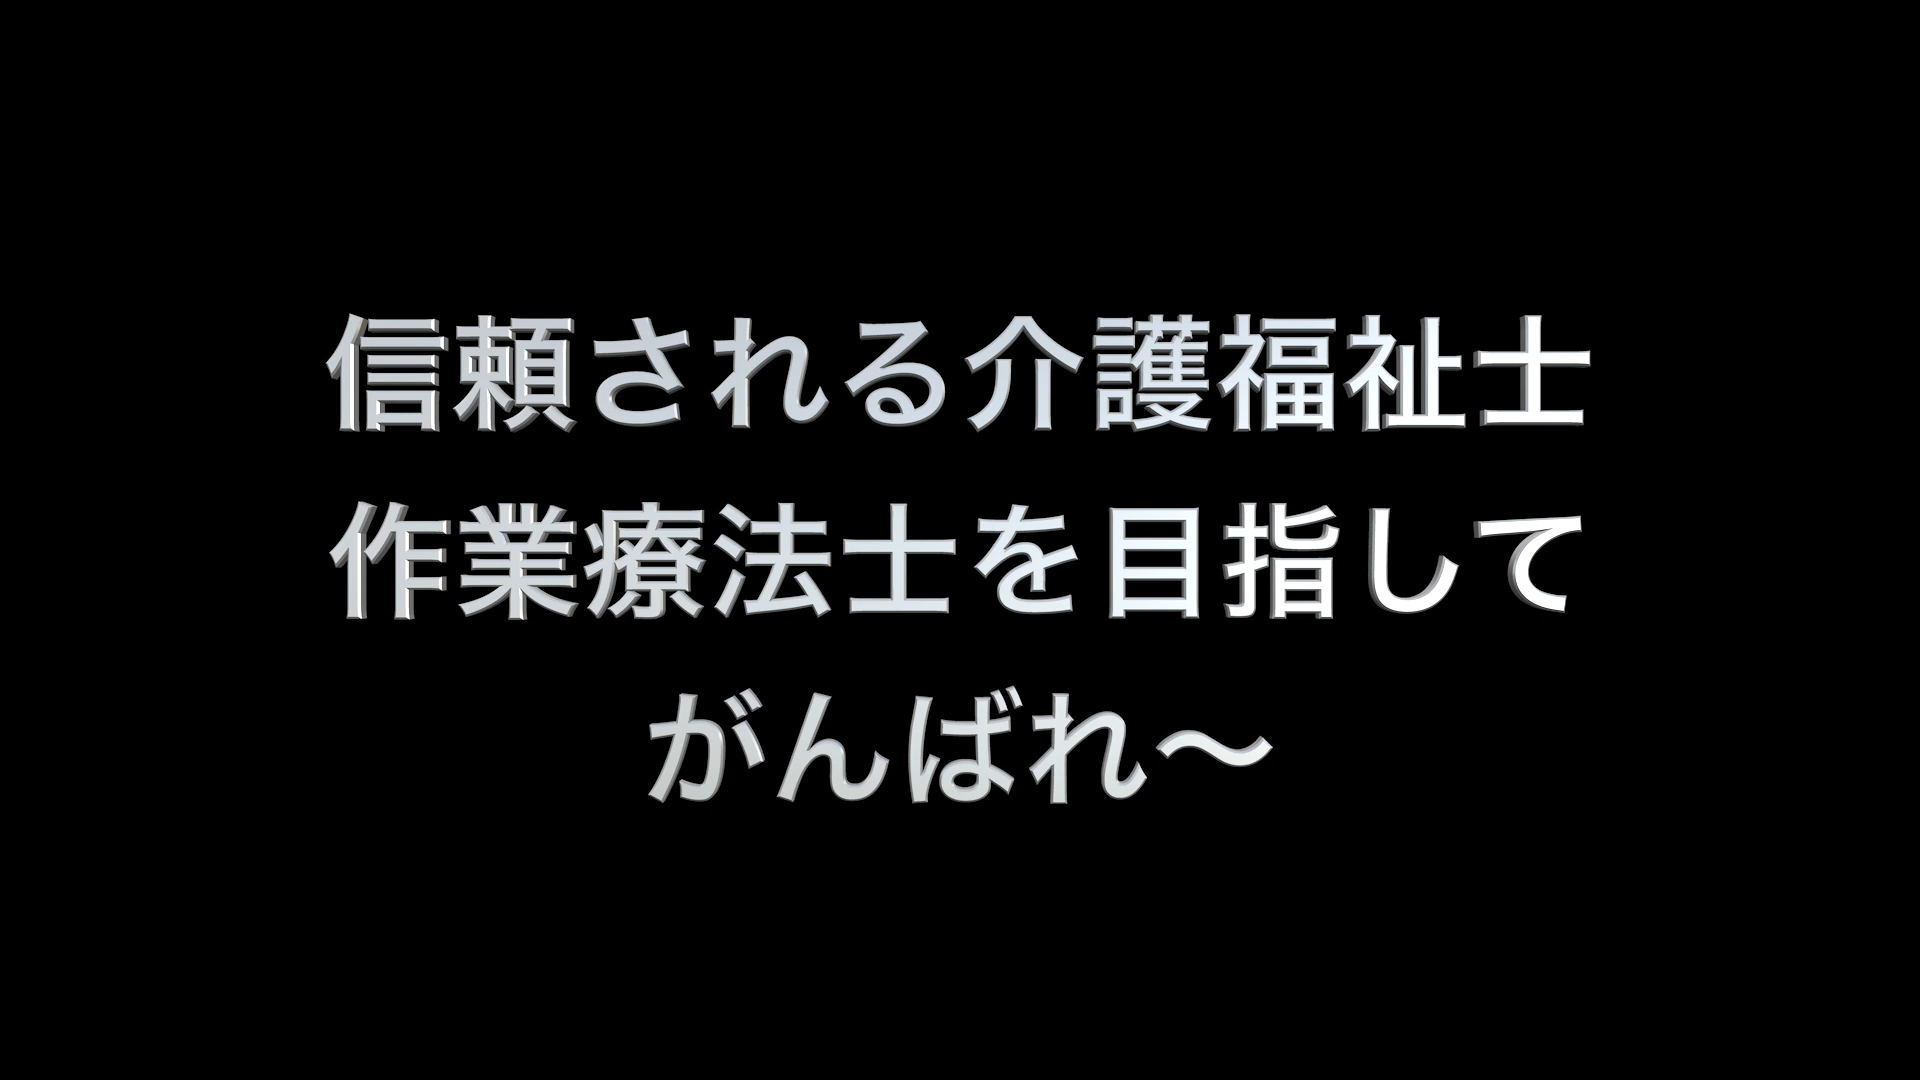 信頼される介護福祉士
作業療法士を目指して
がんばれ〜